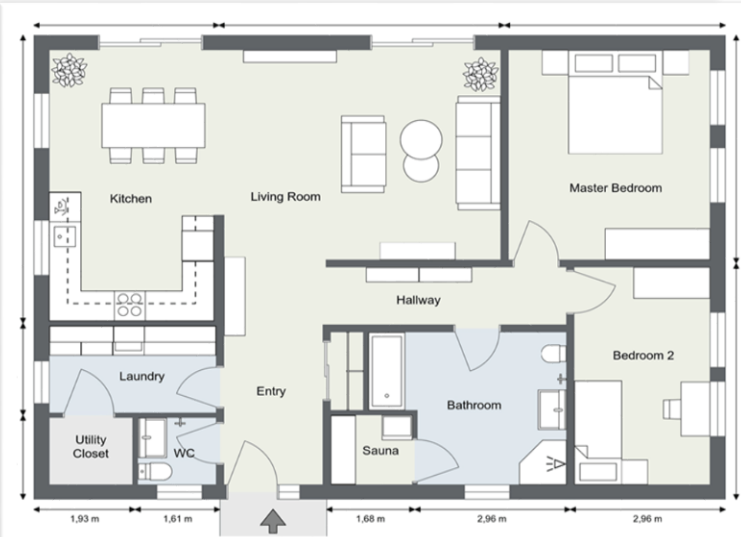 Kitchen
Living Room
Master Bedroom
Hallway
Bedroom 2
Laundry
Entry
Bathroom
Utility
Closet
WC
Sauna
1,93 m
1,61 m
1,68 m
2,96 m
2,96 m